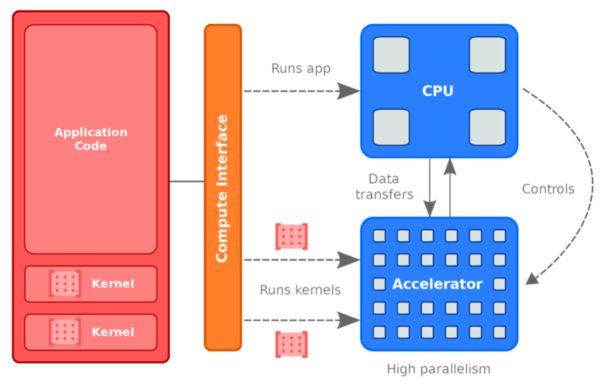 Application
Code
Kernel
Kernel
Compute Interface
Runs app
Runs kernels
CPU
Data
transfers
Controls
Accelerator
High parallelism